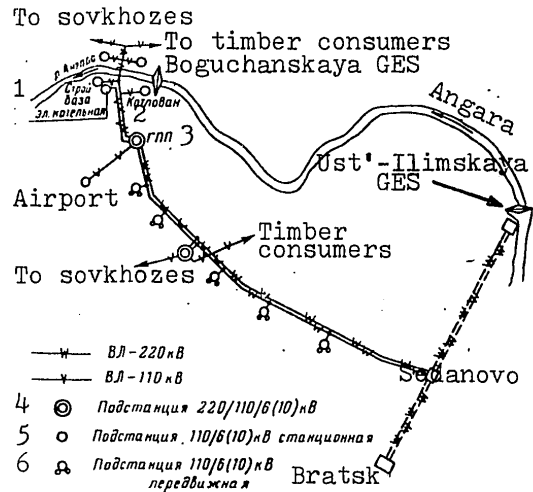 To sovkhozes
To timber consumers
Boguchanskaya GES
р. Ангара
1
Строй
база
Котлован
эл. котельная
2
ГПП 3
Angara
Ust'-Ilimskaya
GES
Airport
Timber
consumers
To sovkhozes
ВЛ-220кВ
ВЛ-110кВ
Sedanovo
4 Подстанция 220/110/6(10)кВ
5 Подстанция 110/6(10)кВ станционная
6 Подстанция 110/6(10)кВ
передвижная
Bratsk